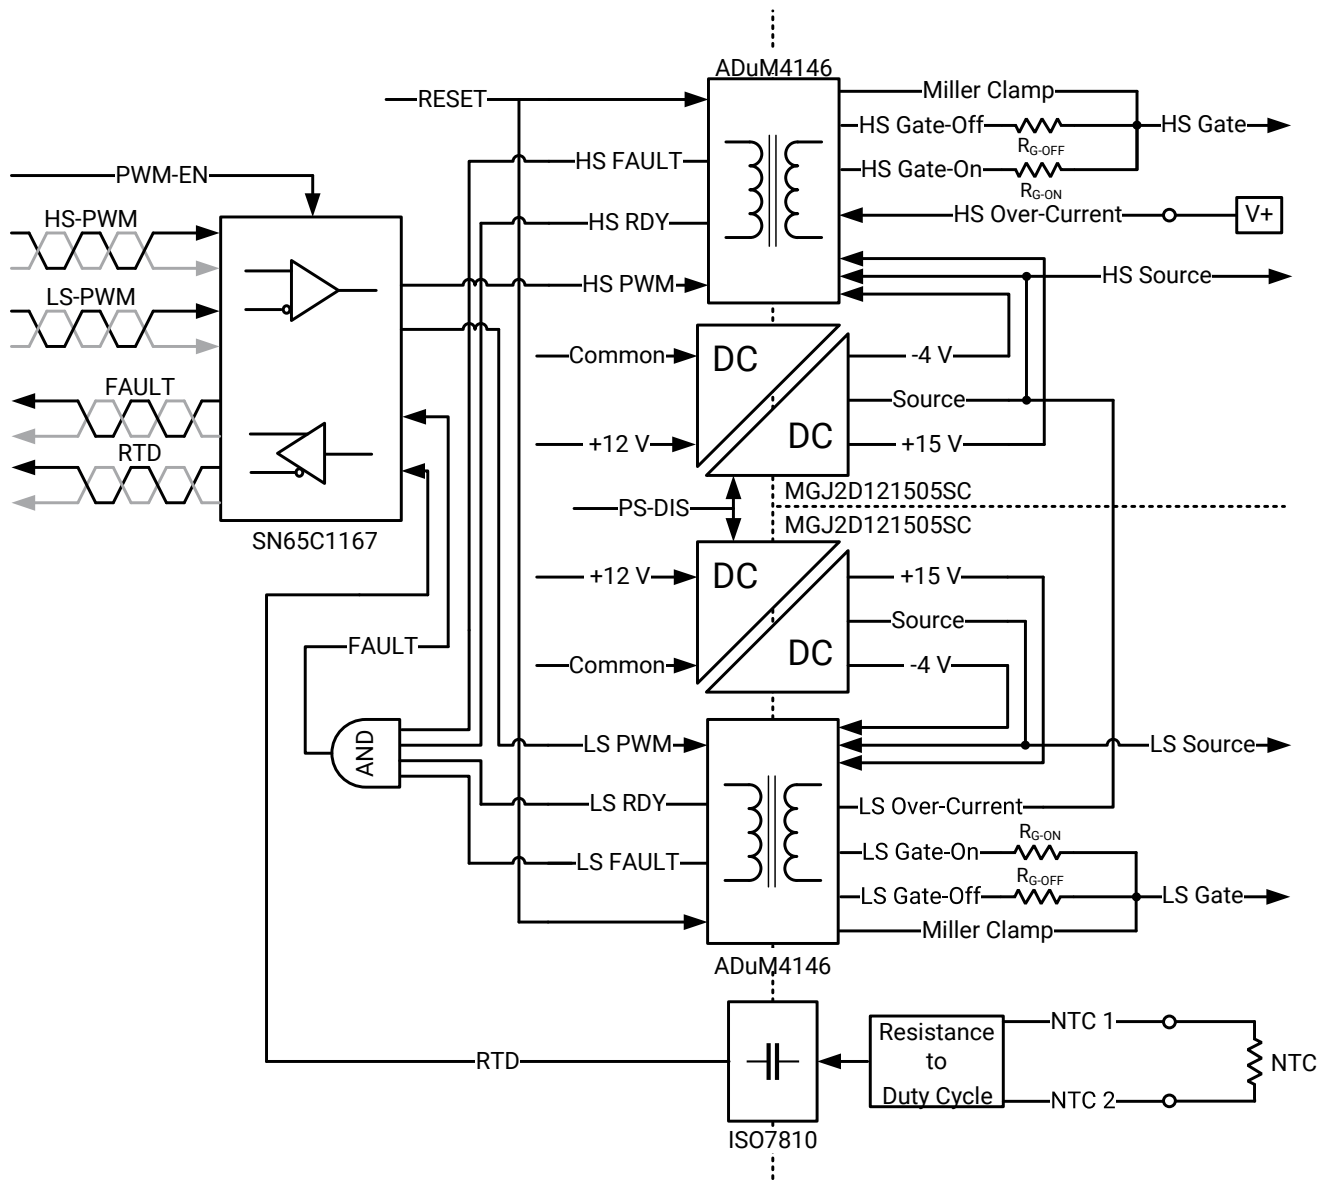 ADuM4146
RESET
Miller Clamp
HS Gate-Off
HS Gate
RG-OFF
HS FAULT
HS Gate-On
RG-ON
PWM-EN
HS-PWM
HS RDY
HS Over-Current
V+
HS PWM
HS Source
LS-PWM
Common
DC
-4 V
FAULT
Source
+12 V
DC
+15 V
RTD
MGJ2D121505SC
PS-DIS
MGJ2D121505SC
SN65C1167
+12 V
DC
+15 V
Source
FAULT
Common
DC
-4 V
AND
LS PWM
LS Source
LS RDY
LS Over-Current
RG-ON
LS Gate-On
LS FAULT
RG-OFF
LS Gate-Off
LS Gate
Miller Clamp
ADuM4146
Resistance
to
Duty Cycle
NTC 1
RTD
NTC
NTC 2
ISO7810